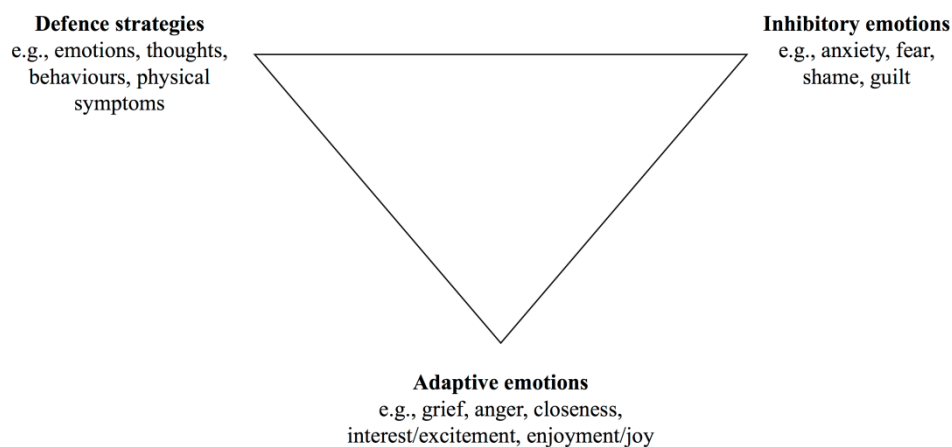 Defence strategies
e.g., emotions, thoughts,
behaviours, physical
symptoms
Inhibitory emotions
e.g., anxiety, fear,
shame, guilt
Adaptive emotions
e.g., grief, anger, closeness,
interest/excitement, enjoyment/joy